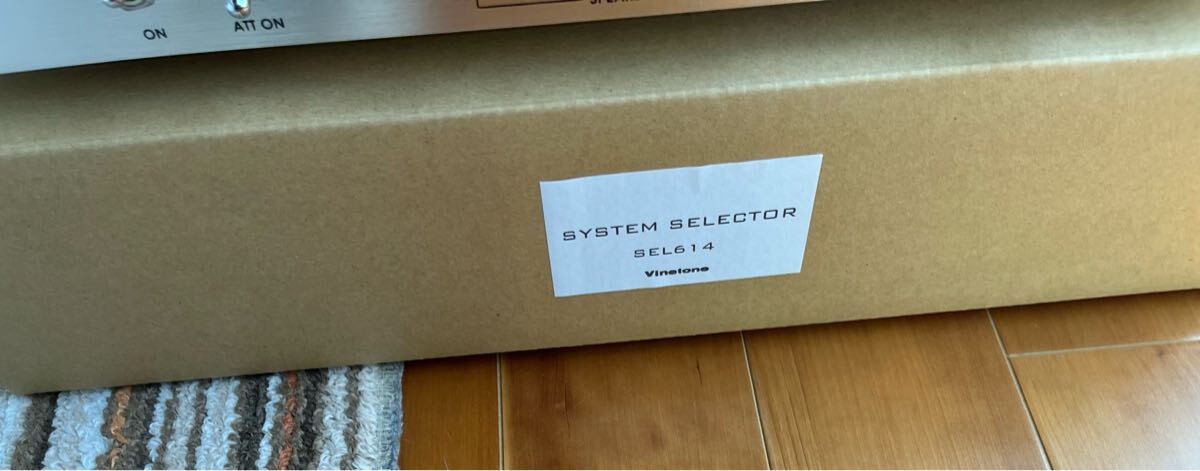 ON
ATT ON
SYSTEM SELECTOR
SEL614
Vinetone